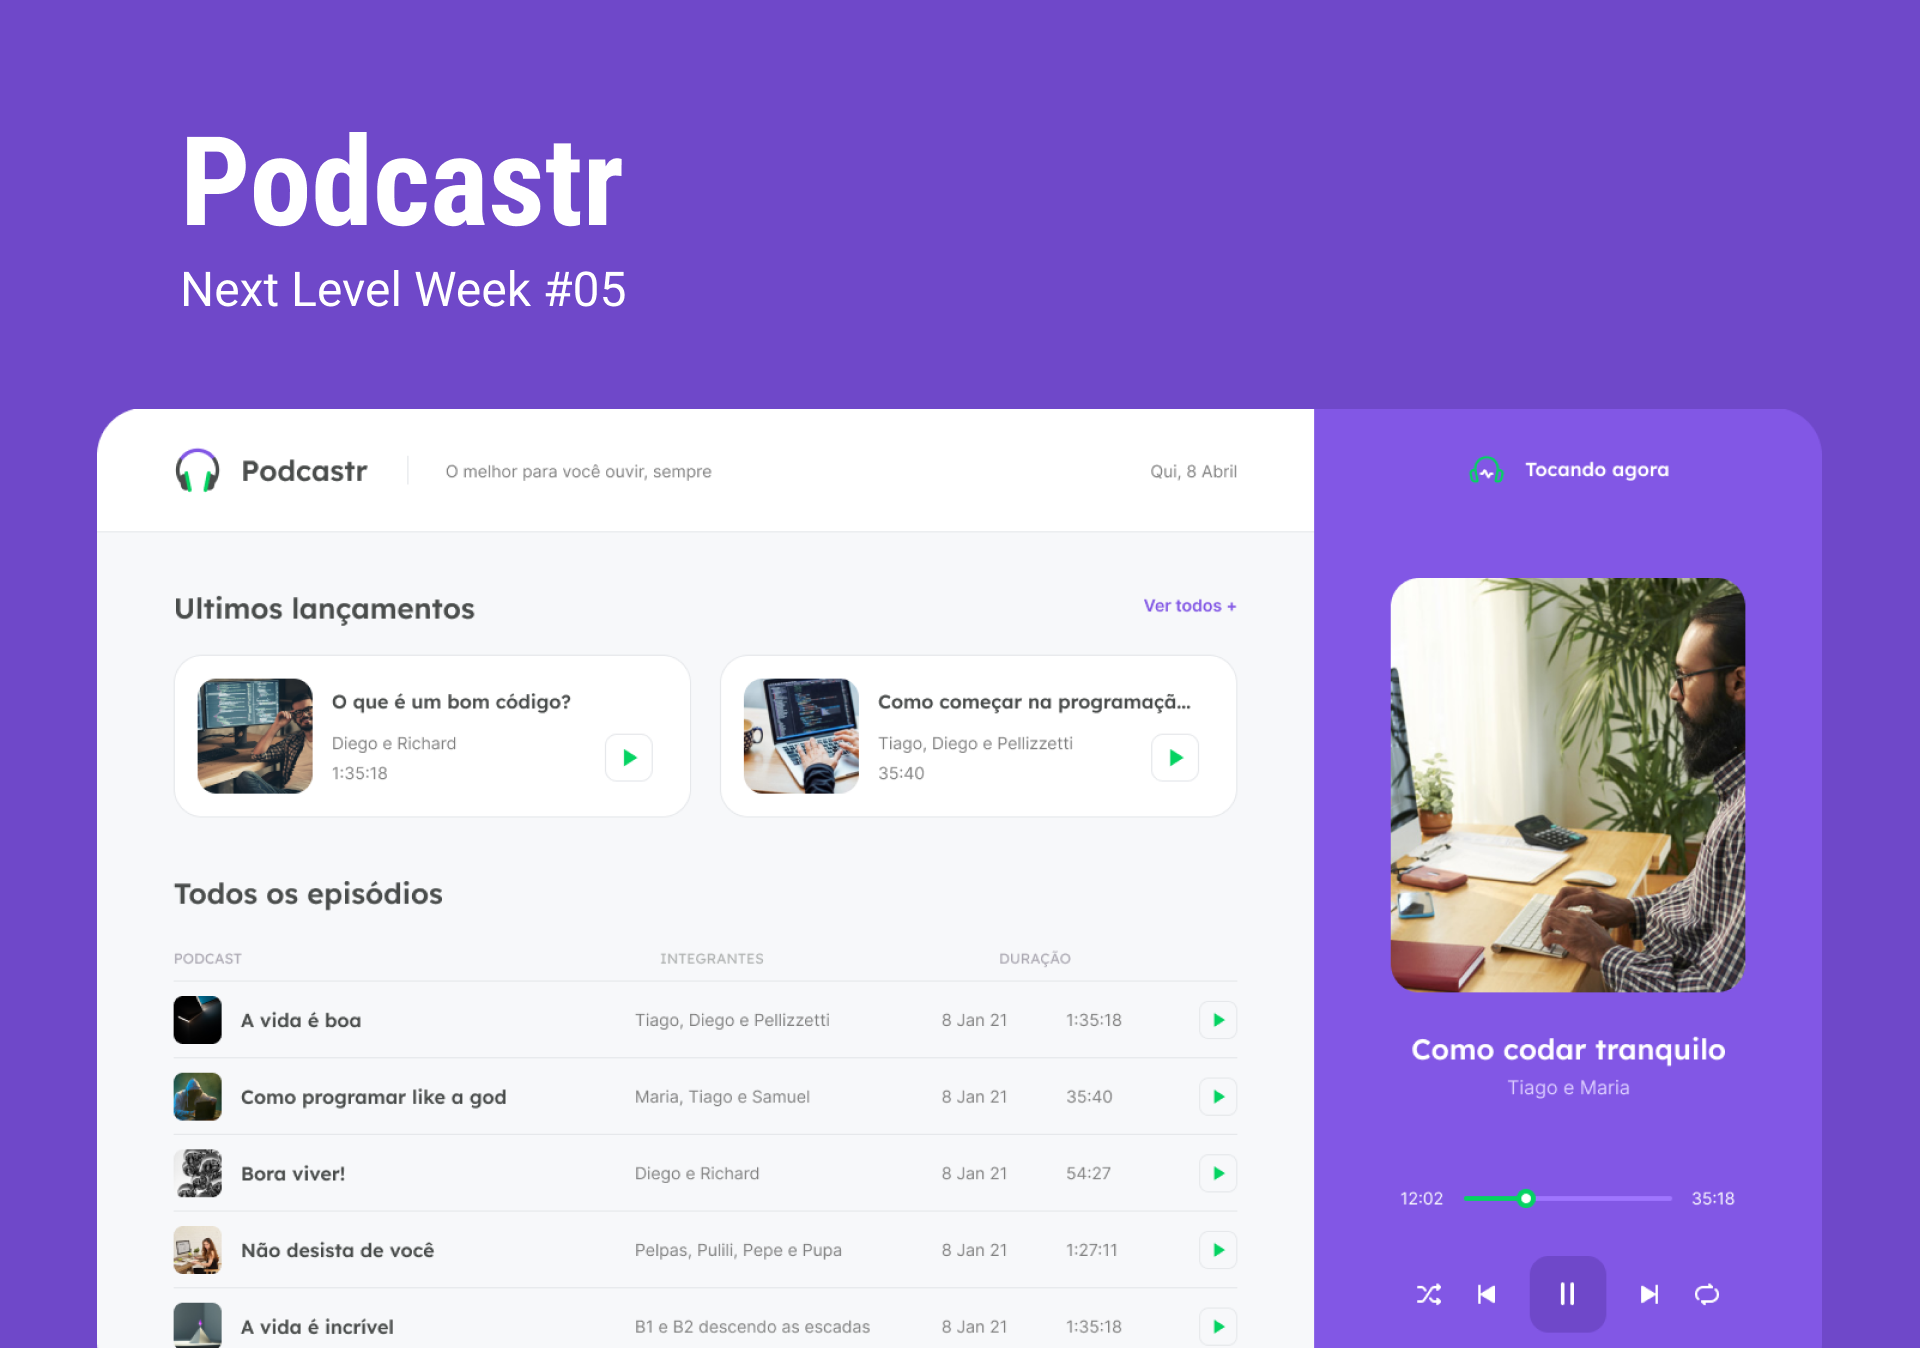 Podcastr
Next Level Week #05
Podcastr
O melhor para você ouvir, sempre
Qui, 8 Abril
Tocando agora
Ultimos lançamentos
Ver todos +
O que é um bom código?
Diego e Richard
1:35:18
Como começar na programaçã...
Tiago, Diego e Pellizzetti
35:40
Todos os episódios
PODCAST INTEGRANTES DURAÇÃO
A vida é boa Tiago, Diego e Pellizzetti 8 Jan 21 1:35:18
Como programar like a god Maria, Tiago e Samuel 8 Jan 21 35:40
Bora viver! Diego e Richard 8 Jan 21 54:27
Não desista de você Pelpas, Pulili, Pepe e Pupa 8 Jan 21 1:27:11
A vida é incrível B1 e B2 descendo as escadas 8 Jan 21 1:35:18
Como codar tranquilo
Tiago e Maria
12:02 35:18